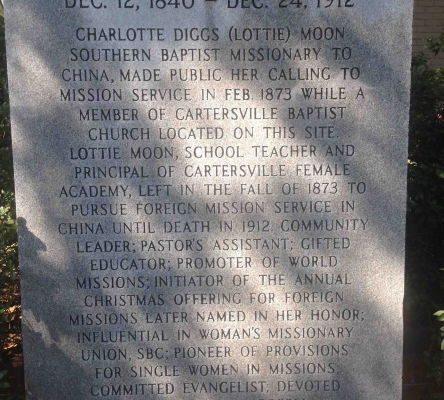 DEC. 12, 1840 – DEC. 24, 1912
CHARLOTTE DIGGS (LOTTIE) MOON
SOUTHERN BAPTIST MISSIONARY TO
CHINA, MADE PUBLIC HER CALLING TO
MISSION SERVICE IN FEB. 1873 WHILE A
MEMBER OF CARTERSVILLE BAPTIST
CHURCH LOCATED ON THIS SITE.
LOTTIE MOON, SCHOOL TEACHER AND
PRINCIPAL OF CARTERSVILLE FEMALE
ACADEMY, LEFT IN THE FALL OF 1873 TO
PURSUE FOREIGN MISSION SERVICE IN
CHINA UNTIL DEATH IN 1912. COMMUNITY
LEADER; PASTOR'S ASSISTANT; GIFTED
EDUCATOR; PROMOTER OF WORLD
MISSIONS; INITIATOR OF THE ANNUAL
CHRISTMAS OFFERING FOR FOREIGN
MISSIONS LATER NAMED IN HER HONOR;
INFLUENTIAL IN WOMAN'S MISSIONARY
UNION, SBC; PIONEER OF PROVISIONS
FOR SINGLE WOMEN IN MISSIONS;
COMMITTED EVANGELIST, DEVOTED